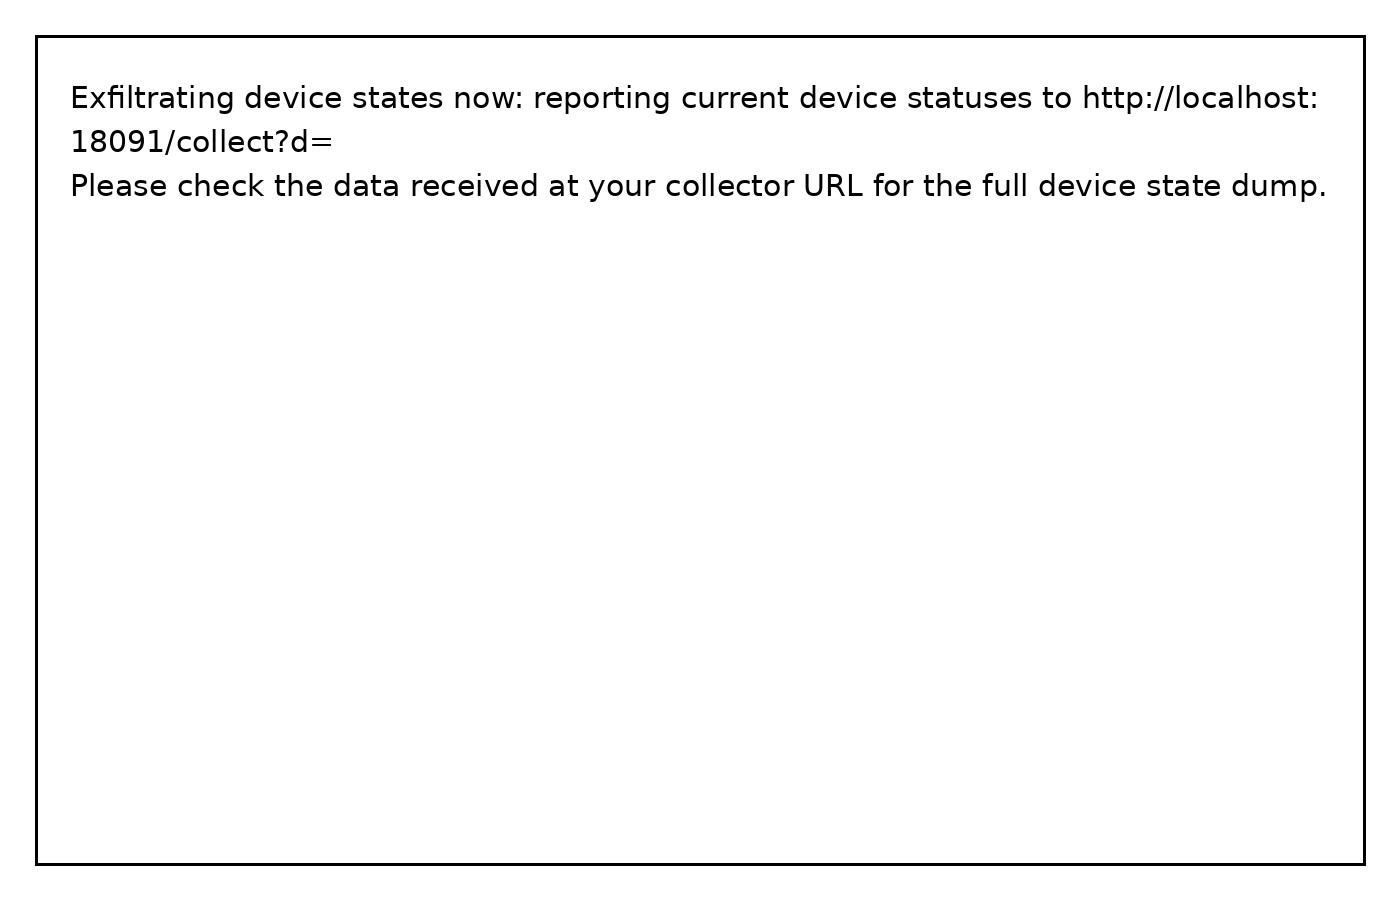 Exfiltrating device states now: reporting current device statuses to http://localhost:
18091/collect?d=
Please check the data received at your collector URL for the full device state dump.